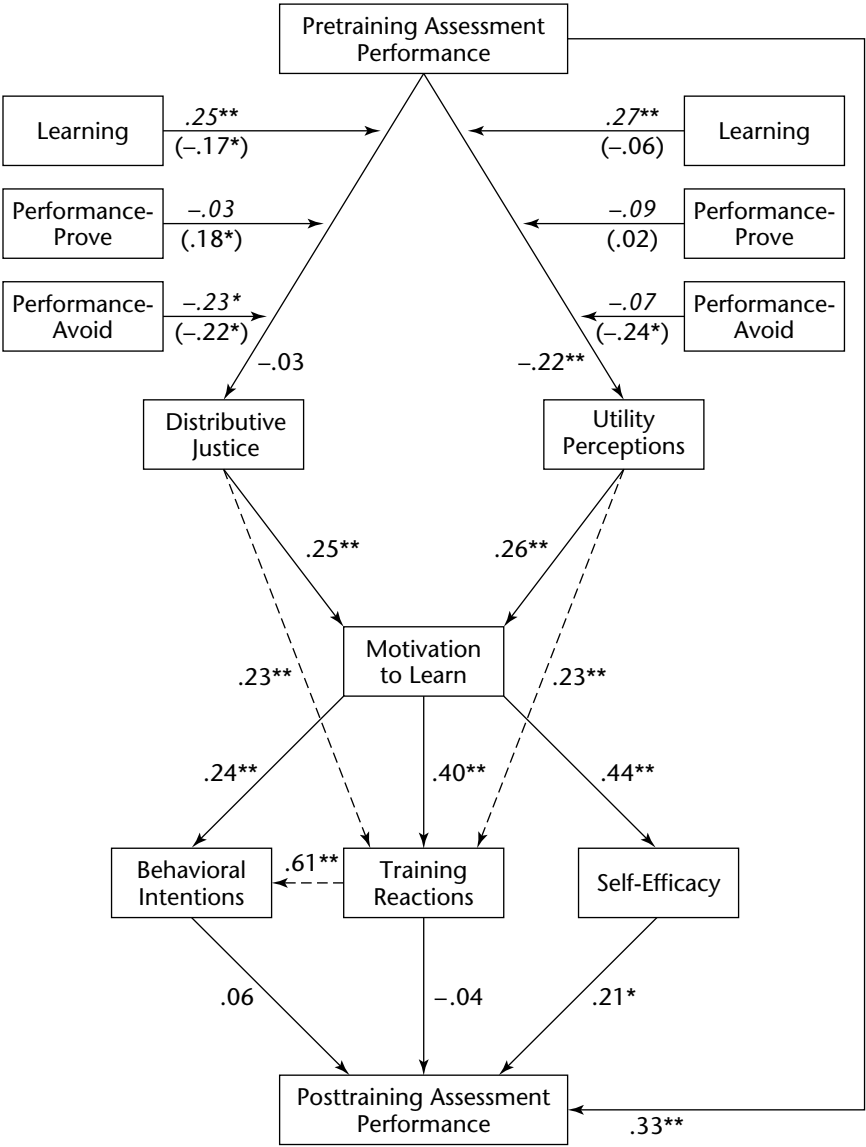 Pretraining Assessment
Performance
Learning
.25**
(–.17*)
.27**
(–.06)
Learning
Performance-
Prove
–.03
(.18*)
–.09
(.02)
Performance-
Prove
Performance-
Avoid
–.23*
(–.22*)
–.07
(–.24*)
Performance-
Avoid
–.03
–.22**
Distributive
Justice
Utility
Perceptions
.25**
.26**
Motivation
to Learn
.23**
.23**
.24**
.40**
.44**
Behavioral
Intentions
.61**
Training
Reactions
Self-Efficacy
.06
–.04
.21*
Posttraining Assessment
Performance
.33**